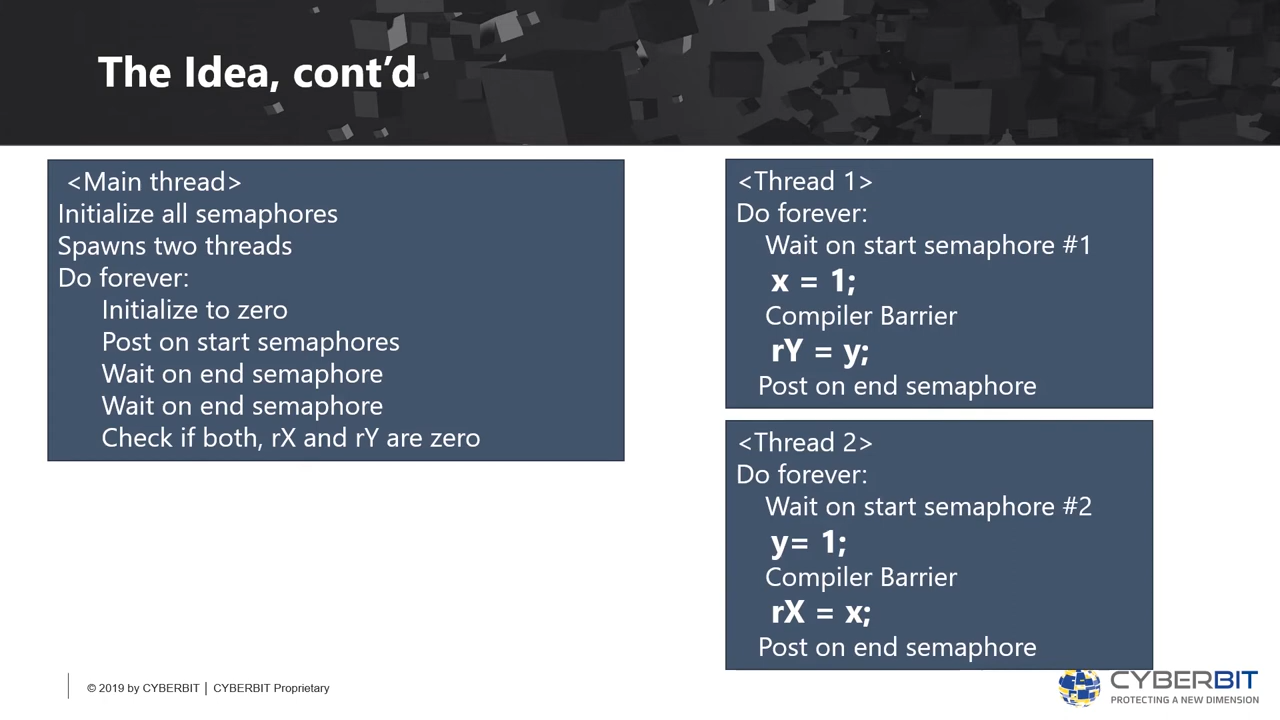 The Idea, cont’d
<Main thread>
Initialize all semaphores
Spawns two threads
Do forever:
Initialize to zero
Post on start semaphores
Wait on end semaphore
Wait on end semaphore
Check if both, rX and rY are zero
<Thread 1>
Do forever:
Wait on start semaphore #1
x = 1;
Compiler Barrier
rY = y;
Post on end semaphore
<Thread 2>
Do forever:
Wait on start semaphore #2
y= 1;
Compiler Barrier
rX = x;
Post on end semaphore
© 2019 by CYBERBIT | CYBERBIT Proprietary
CYBERBIT
PROTECTING A NEW DIMENSION